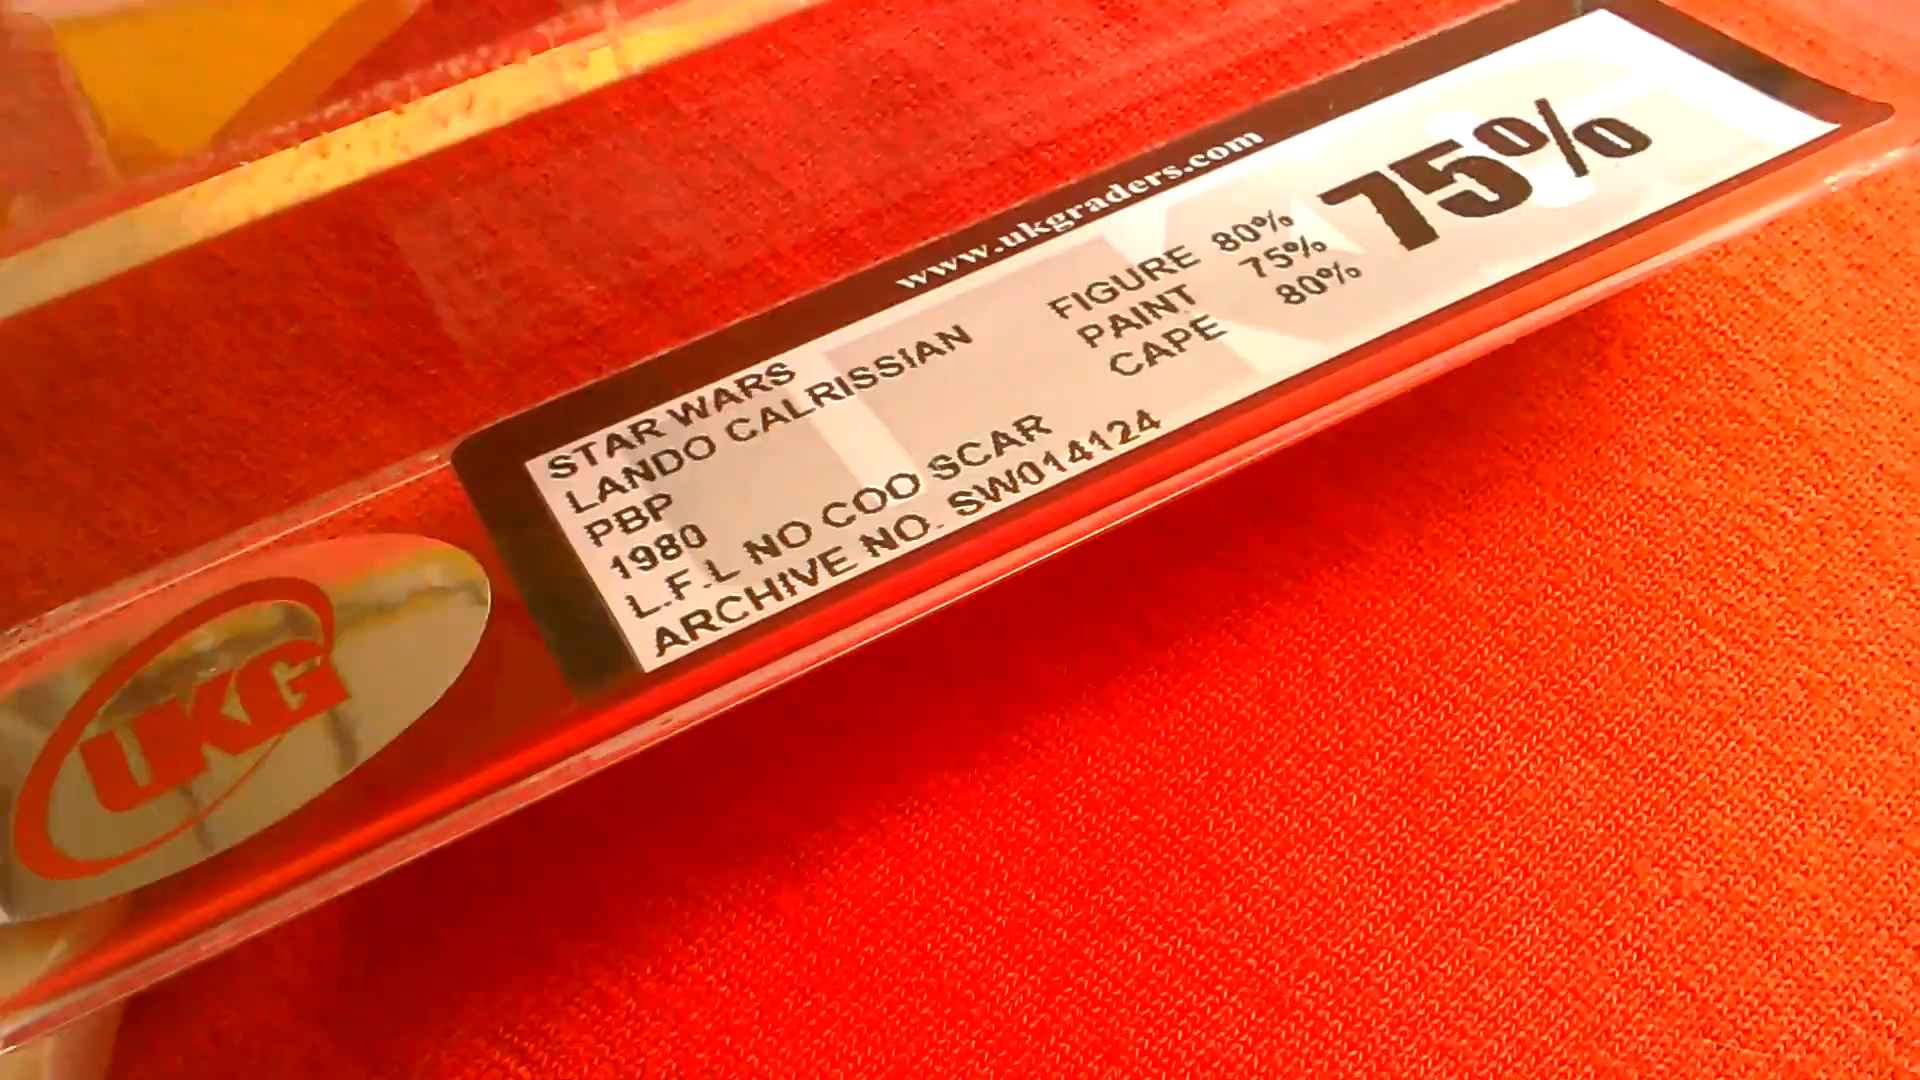 www.ukgraders.com
STAR WARS
LANDO CALRISSIAN
PBP
1980
L.F.L NO COO SCAR
ARCHIVE NO. SW014124
FIGURE 80%
PAINT 75%
CAPE 80%
75%
UKG